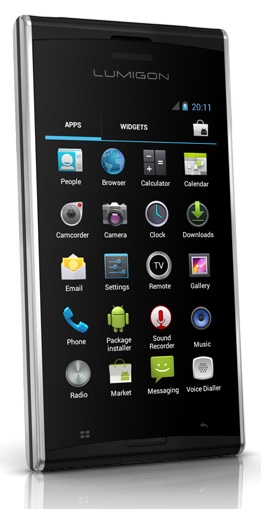 LUMIGON
20:11
APPS WIDGETS
People Browser Calculator Calendar
Camcorder Camera Clock Downloads
Email Settings Remote Gallery
TV
Phone Package installer Sound Recorder Music
Radio Market Messaging Voice Dialler